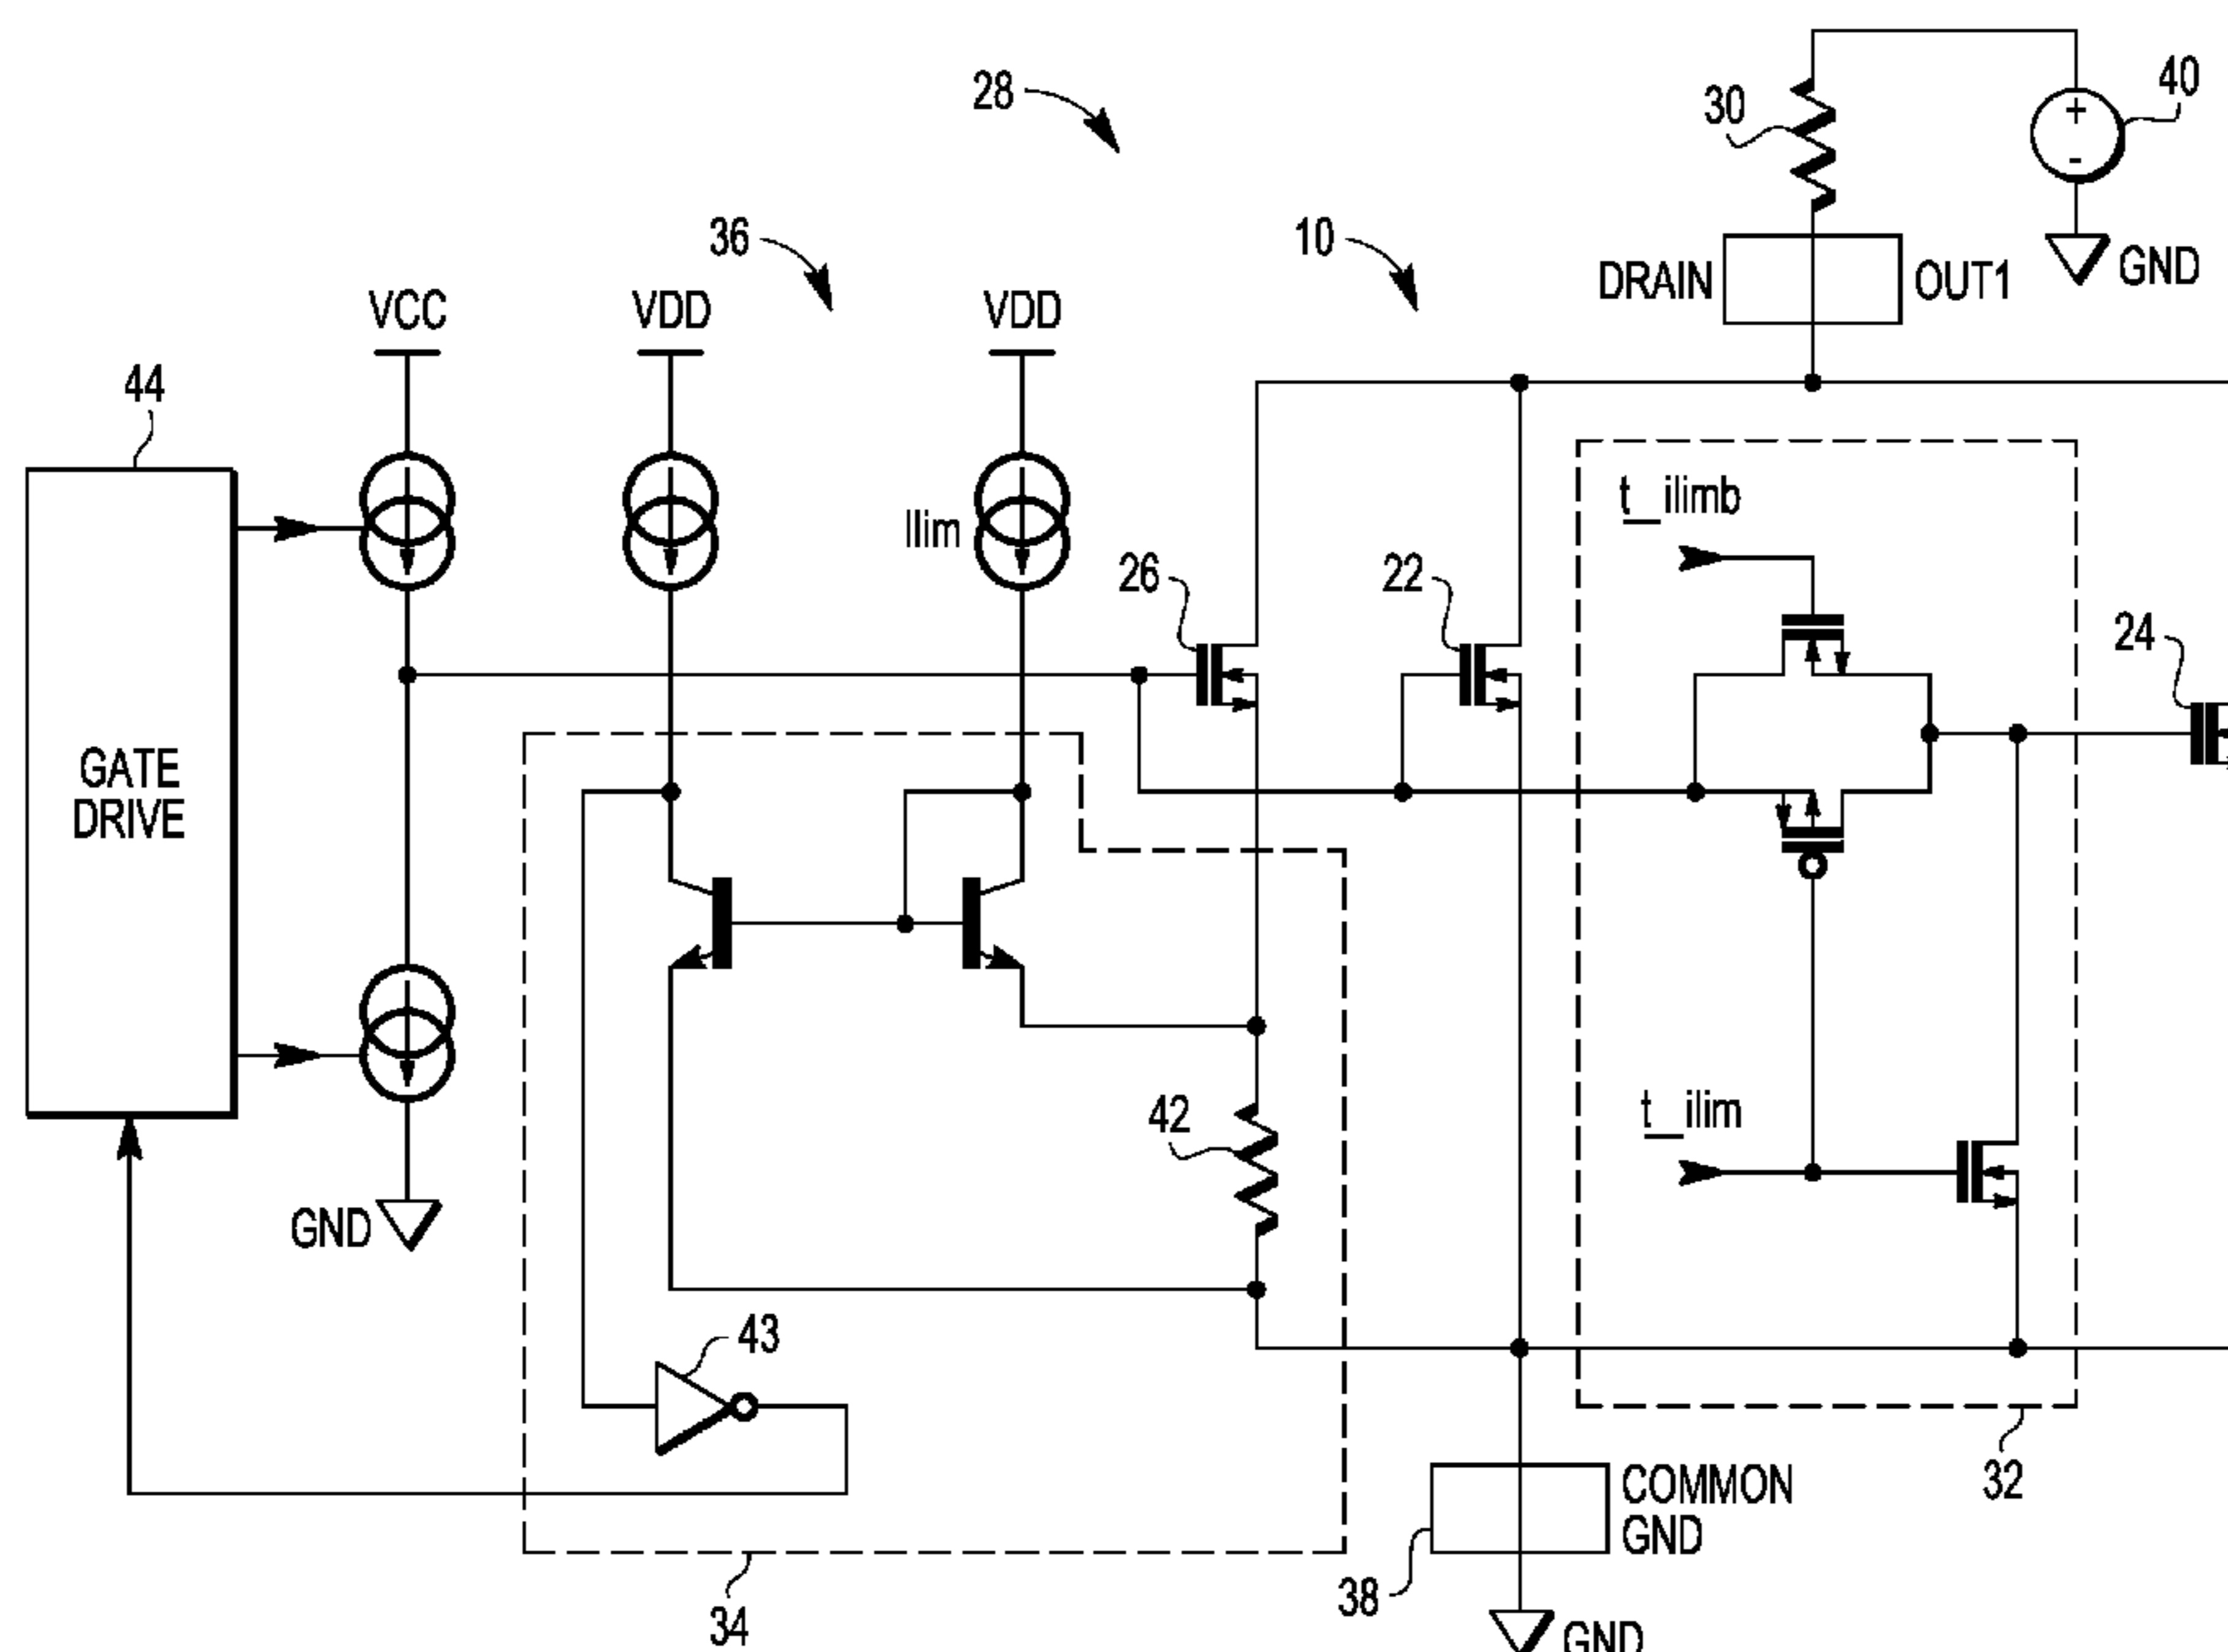 28
30
40
36
10
DRAIN
OUT1
GND
VCC
VDD
VDD
44
t_ilimb
Ilim
26
22
24
GATE
DRIVE
42
t_ilim
GND
43
32
COMMON
GND
38
34
GND